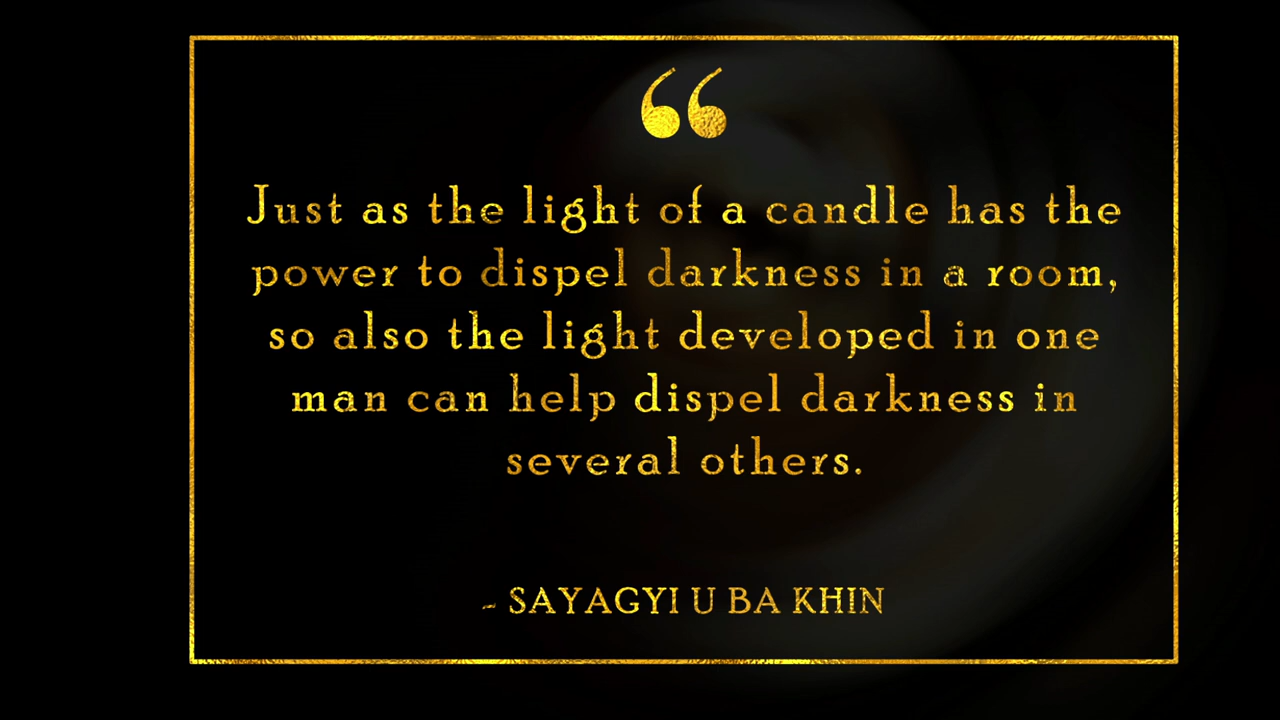 “
Just as the light of a candle has the
power to dispel darkness in a room,
so also the light developed in one
man can help dispel darkness in
several others.
- SAYAGYI U BA KHIN